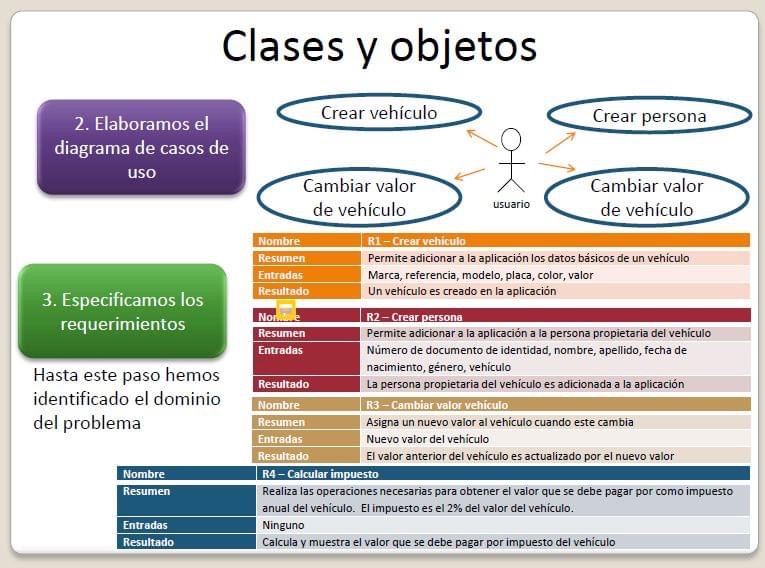 Clases y objetos
2. Elaboramos el
diagrama de casos de
uso
Crear vehículo
Crear persona
Cambiar valor
de vehículo
usuario
Cambiar valor
de vehículo
3. Especificamos los
requerimientos
Hasta este paso hemos
identificado el dominio
del problema
Nombre R1 – Crear vehículo
Resumen Permite adicionar a la aplicación los datos básicos de un vehículo
Entradas Marca, referencia, modelo, placa, color, valor
Resultado Un vehículo es creado en la aplicación
Nombre R2 – Crear persona
Resumen Permite adicionar a la aplicación a la persona propietaria del vehículo
Entradas Número de documento de identidad, nombre, apellido, fecha de
nacimiento, género, vehículo
Resultado La persona propietaria del vehículo es adicionada a la aplicación
Nombre R3 – Cambiar valor vehículo
Resumen Asigna un nuevo valor al vehículo cuando este cambia
Entradas Nuevo valor del vehículo
Resultado El valor anterior del vehículo es actualizado por el nuevo valor
Nombre R4 – Calcular impuesto
Resumen Realiza las operaciones necesarias para obtener el valor que se debe pagar por como impuesto
anual del vehículo. El impuesto es el 2% del valor del vehículo.
Entradas Ninguno
Resultado Calcula y muestra el valor que se debe pagar por impuesto del vehículo